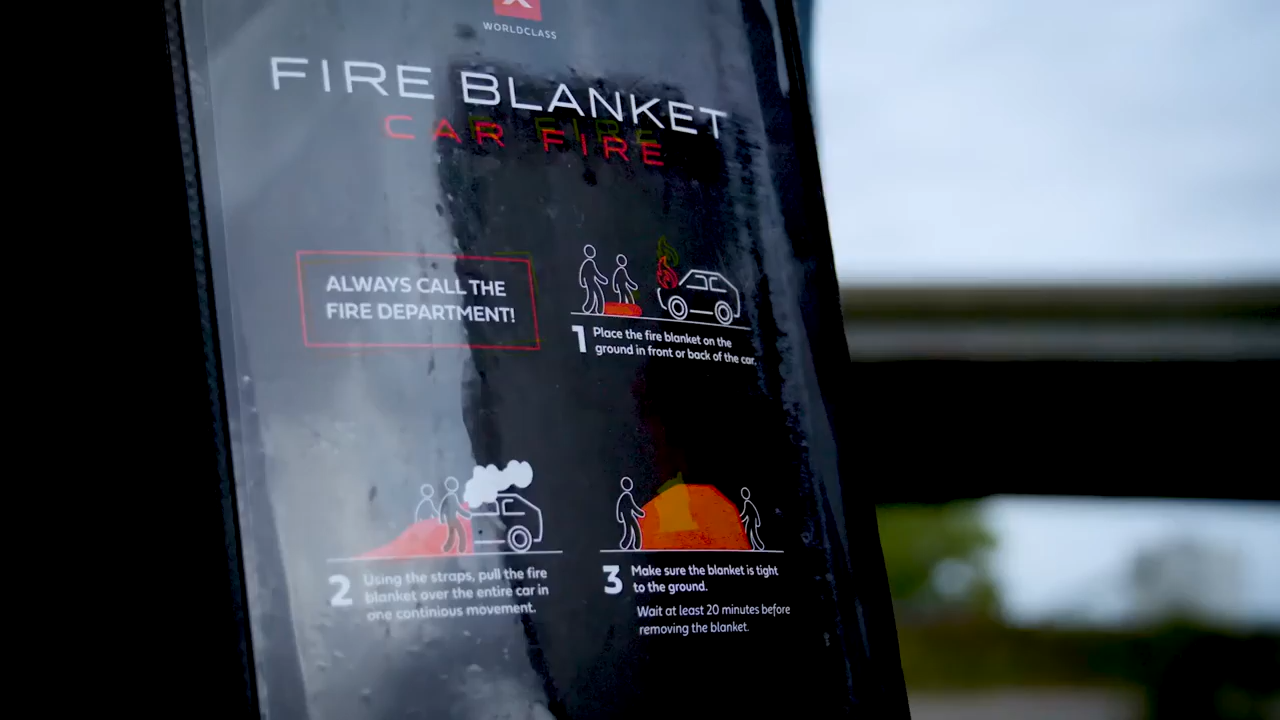 WORLDCLASS
FIRE BLANKET
CAR FIRE
ALWAYS CALL THE
FIRE DEPARTMENT!
1 Place the fire blanket on the
ground in front or back of the car.
2 Using the straps, pull the fire
blanket over the entire car in
one continious movement.
3 Make sure the blanket is tight
to the ground.
Wait at least 20 minutes before
removing the blanket.